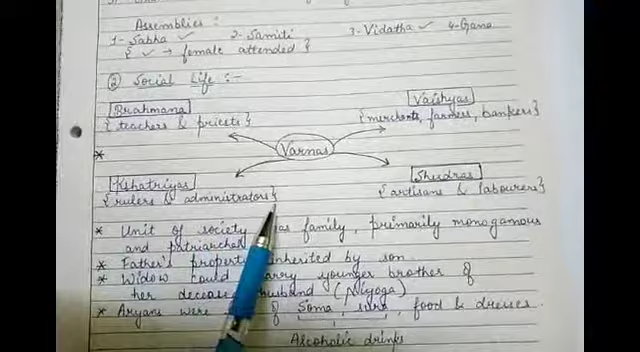 Assemblies :
1- Sabha ✓ 2- Samiti 3- Vidatha ✓ 4- Gana
{ ✓ → female attended }
② Social Life :-
Brahmana
{ teachers & priests }
Vaishyas
{ merchants, farmers, bankers }
* Varnas
Kshatriyas
{ rulers & administrators }
Shudras
{ artisans & labourers }
* Unit of society was family, primarily monogamous
and patriarchal
* Father's property inherited by son.
* Widow could marry younger brother of
her deceased husband (Niyoga)
* Aryans were of Soma, sura, food & dresses.
Alcoholic drinks